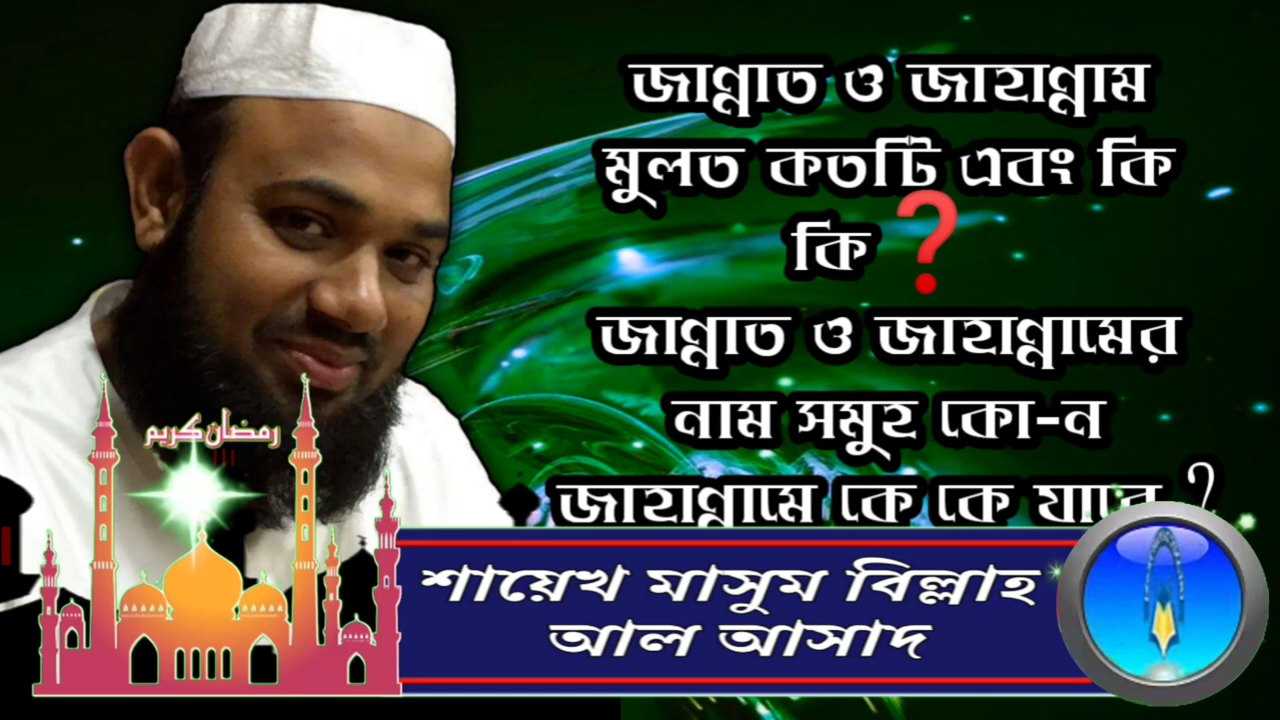 জান্নাত ও জাহান্নাম
মুলত কতটি এবং কি
কি ❓
জান্নাত ও জাহান্নামের
নাম সমুহ কো-ন
জাহান্নামে কে কে যাবে ?
رمضان كريم
শায়েখ মাসুম বিল্লাহ
আল আসাদ